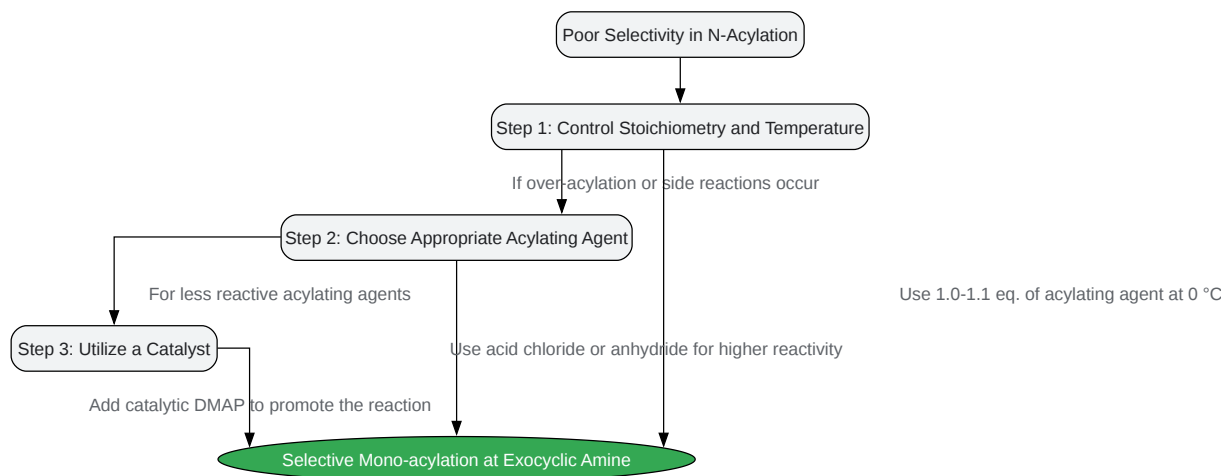 Poor Selectivity in N-Acylation
Step 1: Control Stoichiometry and Temperature
If over-acylation or side reactions occur
Step 2: Choose Appropriate Acylating Agent
For less reactive acylating agents
Use 1.0-1.1 eq. of acylating agent at 0 °C
Step 3: Utilize a Catalyst
Use acid chloride or anhydride for higher reactivity
Add catalytic DMAP to promote the reaction
Selective Mono-acylation at Exocyclic Amine